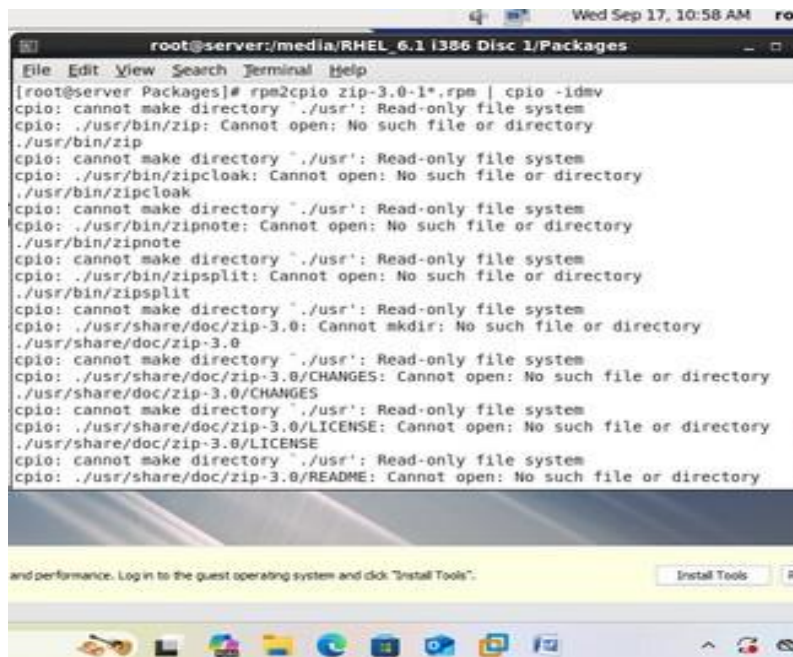 Wed Sep 17, 10:58 AM ro
root@server:/media/RHEL_6.1 i386 Disc 1/Packages
File Edit View Search Terminal Help
[root@server Packages]# rpm2cpio zip-3.0-1*.rpm | cpio -idmv
cpio: cannot make directory `./usr': Read-only file system
cpio: ./usr/bin/zip: Cannot open: No such file or directory
./usr/bin/zip
cpio: cannot make directory `./usr': Read-only file system
cpio: ./usr/bin/zipcloak: Cannot open: No such file or directory
./usr/bin/zipcloak
cpio: cannot make directory `./usr': Read-only file system
cpio: ./usr/bin/zipnote: Cannot open: No such file or directory
./usr/bin/zipnote
cpio: cannot make directory `./usr': Read-only file system
cpio: ./usr/bin/zipsplit: Cannot open: No such file or directory
./usr/bin/zipsplit
cpio: cannot make directory `./usr': Read-only file system
cpio: ./usr/share/doc/zip-3.0: Cannot mkdir: No such file or directory
./usr/share/doc/zip-3.0
cpio: cannot make directory `./usr': Read-only file system
cpio: ./usr/share/doc/zip-3.0/CHANGES: Cannot open: No such file or directory
./usr/share/doc/zip-3.0/CHANGES
cpio: cannot make directory `./usr': Read-only file system
cpio: ./usr/share/doc/zip-3.0/LICENSE: Cannot open: No such file or directory
./usr/share/doc/zip-3.0/LICENSE
cpio: cannot make directory `./usr': Read-only file system
cpio: ./usr/share/doc/zip-3.0/README: Cannot open: No such file or directory
and performance. Log in to the guest operating system and click "Install Tools".
Install Tools